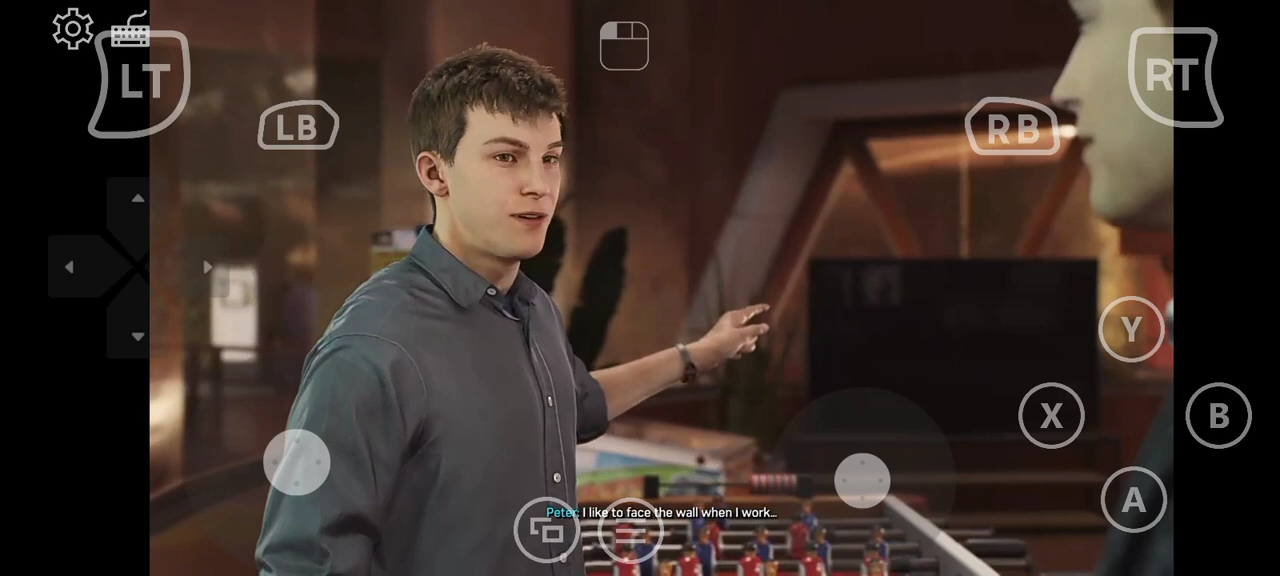 LT
RT
LB
RB
Y
X
B
A
Peter: I like to face the wall when I work...